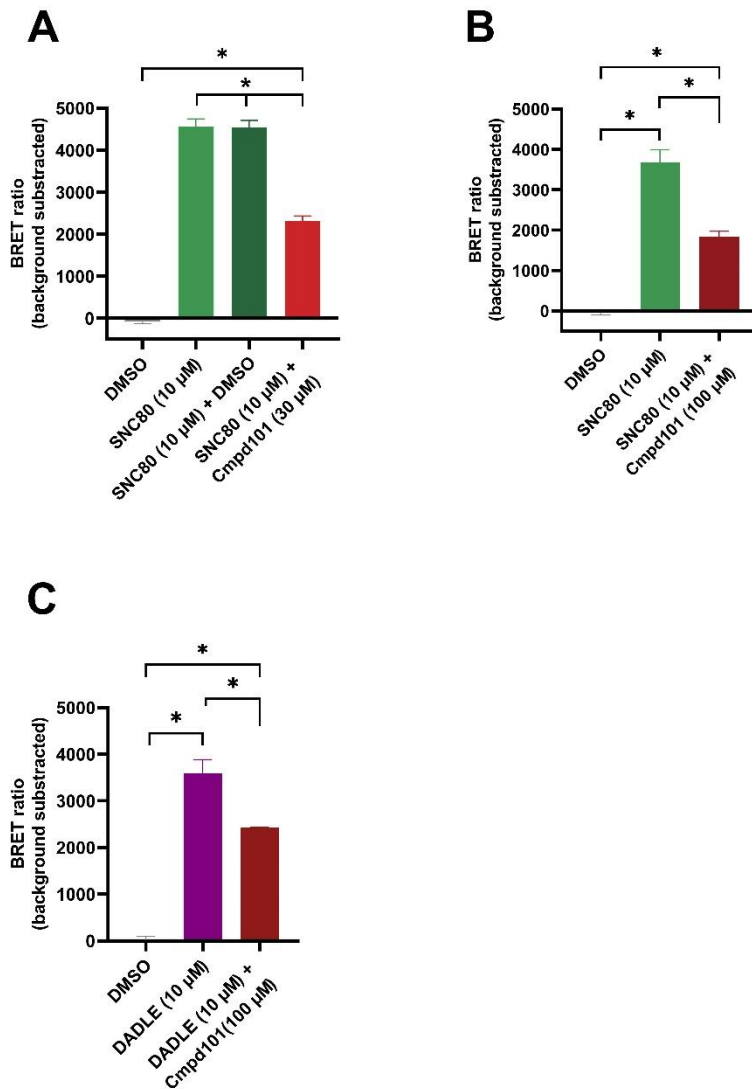 A
*
*
5000
4000
3000
2000
1000
0
BRET ratio
(background substracted)
DMSO
SNC80 (10 µM)
SNC80 (10 µM) + DMSO
SNC80 (10 µM) +
Cmpd101 (30 µM)
B
*
*
*
5000
4000
3000
2000
1000
0
BRET ratio
(background substracted)
DMSO
SNC80 (10 µM)
SNC80 (10 µM) +
Cmpd101 (100 µM)
C
*
*
*
5000
4000
3000
2000
1000
0
BRET ratio
(background substracted)
DMSO
DADLE (10 µM)
DADLE (10 µM) +
Cmpd101(100 µM)